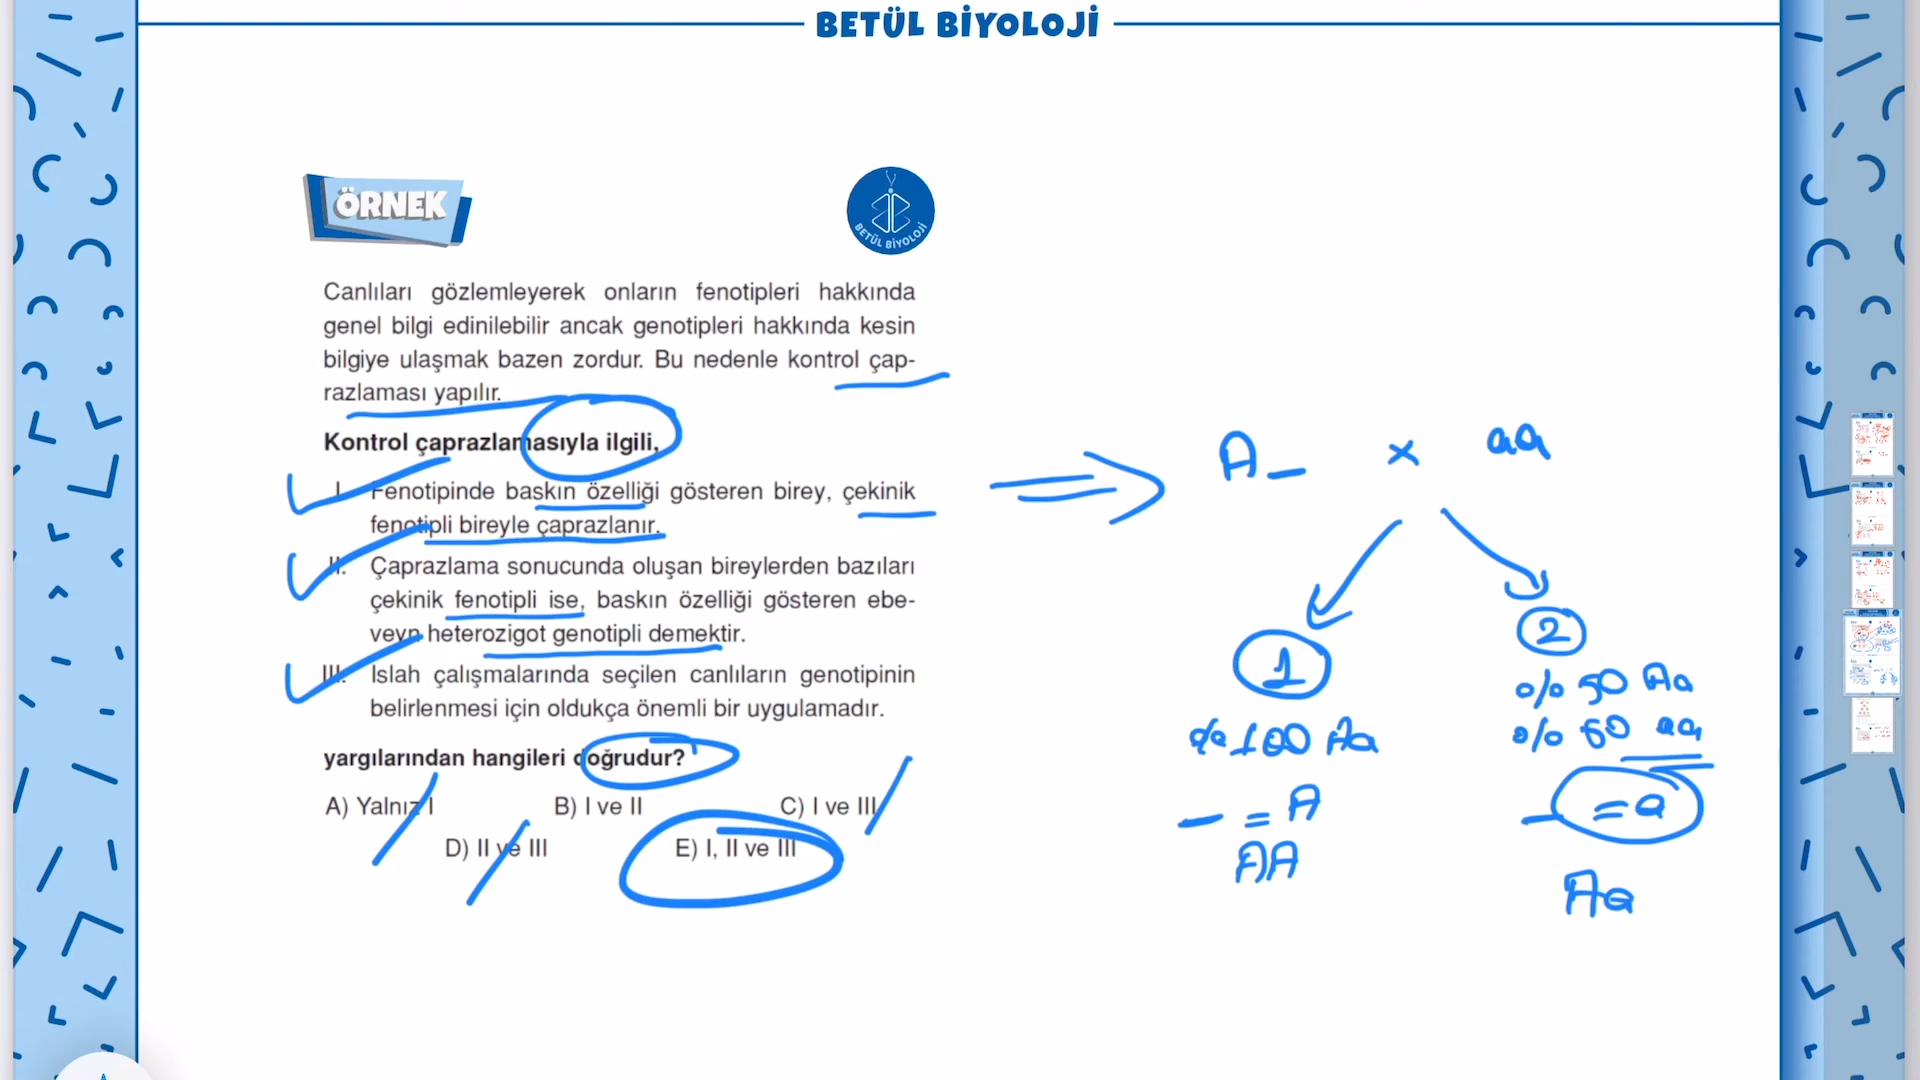 BETÜL BİYOLOJİ
ÖRNEK
BETÜL BİYOLOJİ
Canlıları gözlemleyerek onların fenotipleri hakkında
genel bilgi edinilebilir ancak genotipleri hakkında kesin
bilgiye ulaşmak bazen zordur. Bu nedenle kontrol çap-
razlaması yapılır.
Kontrol çaprazlamasıyla ilgili,
I. Fenotipinde baskın özelliği gösteren birey, çekinik
fenotipli bireyle çaprazlanır.
II. Çaprazlama sonucunda oluşan bireylerden bazıları
çekinik fenotipli ise, baskın özelliği gösteren ebe-
veyn heterozigot genotipli demektir.
III. Islah çalışmalarında seçilen canlıların genotipinin
belirlenmesi için oldukça önemli bir uygulamadır.
yargılarından hangileri doğrudur?
A) Yalnız I B) I ve II C) I ve III
D) II ve III E) I, II ve III
A_ x aa
1
% 100 Aa
_ = A
AA
2
% 50 Aa
% 50 aa
_ = a
Aa